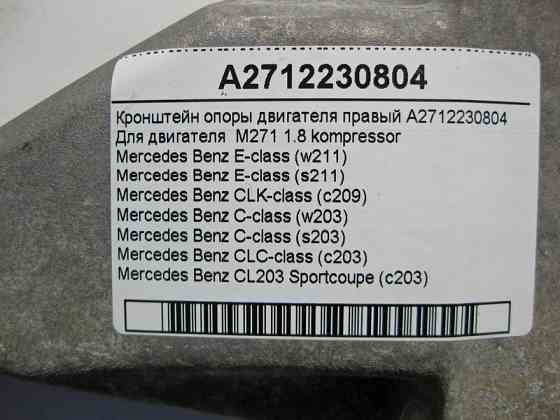 A2712230804
Кронштейн опоры двигателя правый A2712230804
Для двигателя M271 1.8 kompressor
Mercedes Benz E-class (w211)
Mercedes Benz E-class (s211)
Mercedes Benz CLK-class (c209)
Mercedes Benz C-class (w203)
Mercedes Benz C-class (s203)
Mercedes Benz CLC-class (c203)
Mercedes Benz CL203 Sportcoupe (c203)